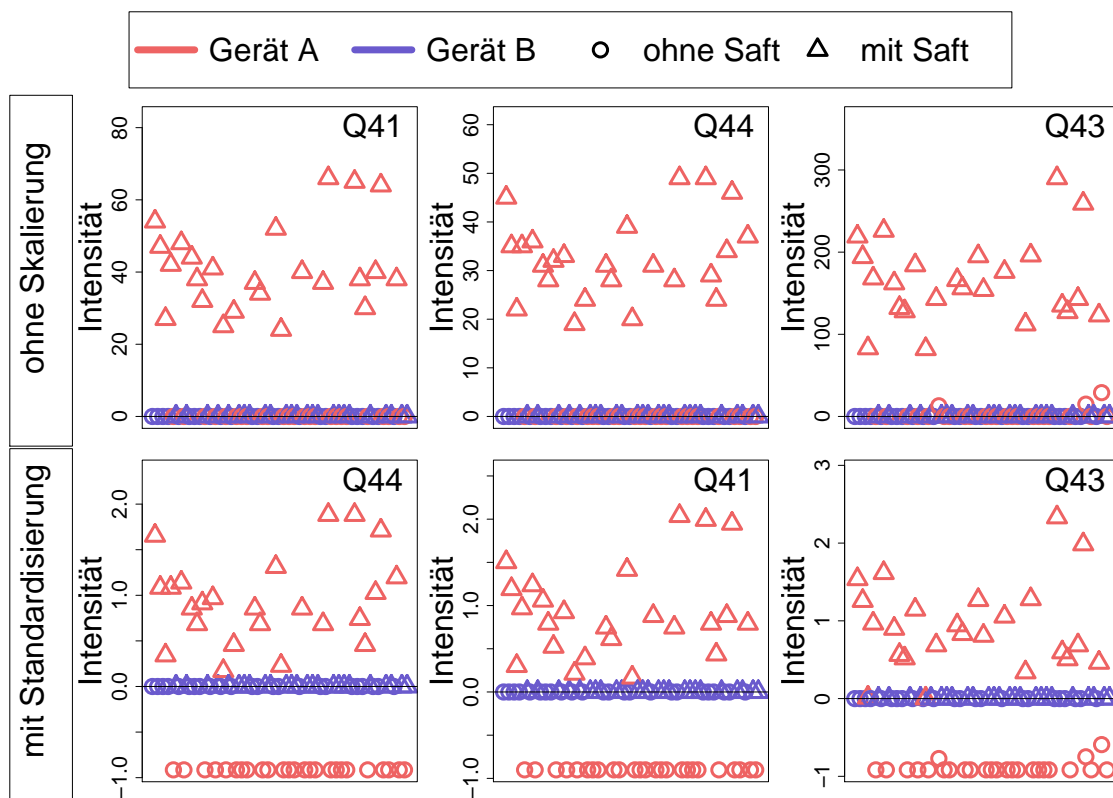 Gerät A Gerät B ohne Saft mit Saft
ohne Skalierung
Q41
Intensität
0 20 40 60 80
Q44
Intensität
0 10 20 30 40 50 60
Q43
Intensität
0 100 200 300
mit Standardisierung
Q44
Intensität
−1.0 0.0 1.0 2.0
Q41
Intensität
−1.0 0.0 1.0 2.0
Q43
Intensität
−1 0 1 2 3